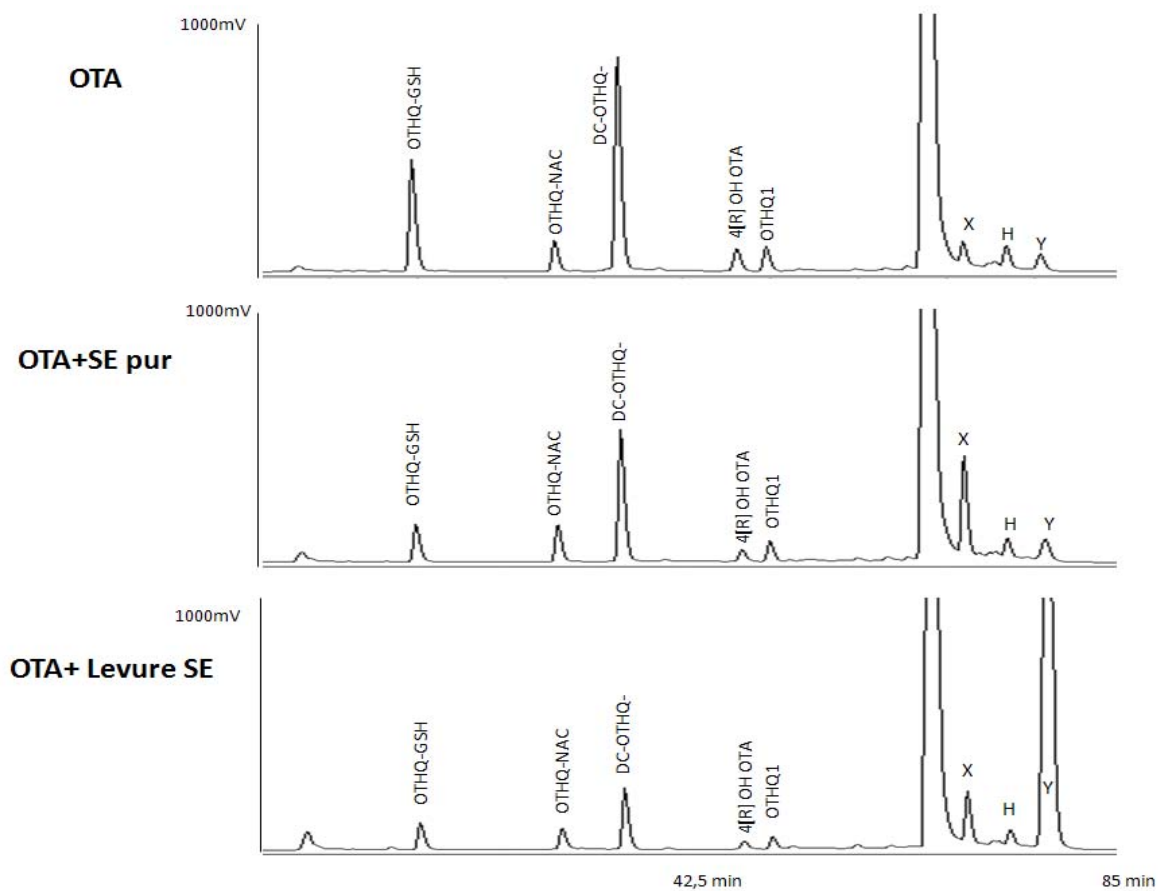 1000mV
OTA
OTHQ-GSH
OTHQ-NAC
DC-OTHQ-
4[R] OH OTA
OTHQ1
X
H
Y
1000mV
OTA+SE pur
OTHQ-GSH
OTHQ-NAC
DC-OTHQ-
4[R] OH OTA
OTHQ1
X
H
Y
1000mV
OTA+ Levure SE
OTHQ-GSH
OTHQ-NAC
DC-OTHQ-
4[R] OH OTA
OTHQ1
X
H
Y
42,5 min
85 min